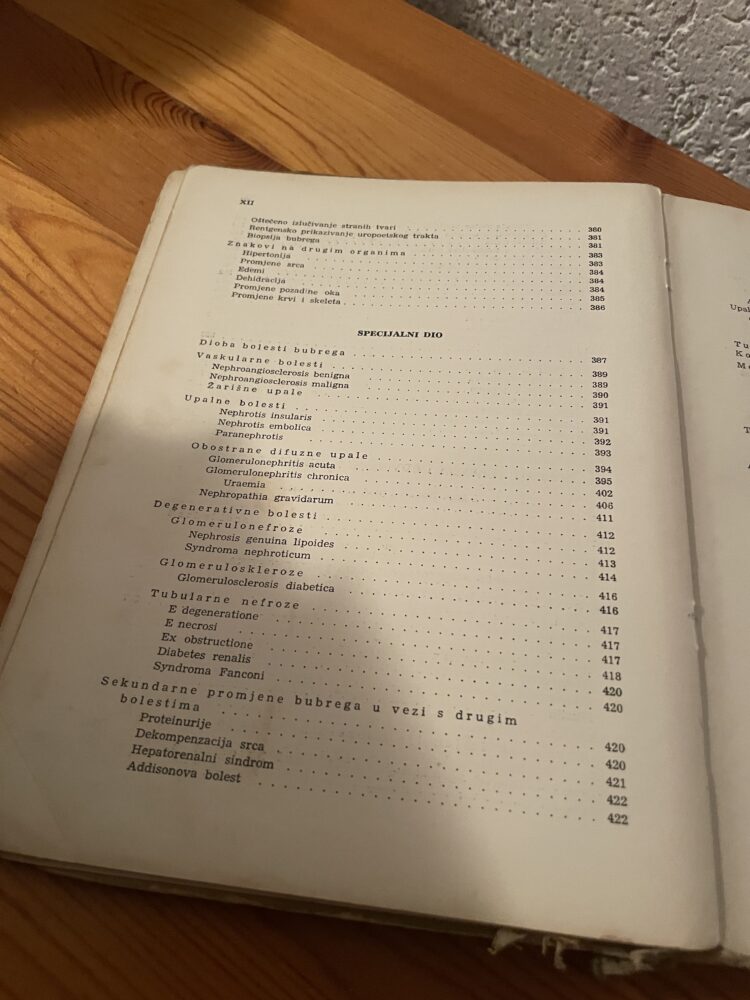 XII
Oštećeno izlučivanje stranih tvari . . . 380
Rentgensko prikazivanje uropoetskog trakta . . . 381
Biopsija bubrega . . . 381
Znakovi na drugim organima . . . 383
Hipertonija . . . 383
Promjene srca . . . 384
Edemi . . . 384
Dehidracija . . . 384
Promjene pozadine oka . . . 385
Promjene krvi i skeleta . . . 386
SPECIJALNI DIO
Dioba bolesti bubrega . . . 387
Vaskularne bolesti . . . 389
Nephroangiosclerosis benigna . . . 389
Nephroangiosclerosis maligna . . . 390
Žarišne upale . . . 391
Upalne bolesti . . . 391
Nephrotis insularis . . . 391
Nephrotis embolica . . . 392
Paranephrotis . . . 393
Obostrane difuzne upale . . . 394
Glomerulonephritis acuta . . . 395
Glomerulonephritis chronica . . . 402
Uraemia . . . 406
Nephropathia gravidarum . . . 411
Degenerativne bolesti . . . 412
Glomerulonefroze . . . 412
Nephrosis genuina lipoides . . . 413
Syndroma nephroticum . . . 414
Glomeruloskleroze . . . 416
Glomerulosclerosis diabetica . . . 416
Tubularne nefroze . . . 417
E degeneratione . . . 417
E necrosi . . . 417
Ex obstructione . . . 418
Diabetes renalis . . . 420
Syndroma Fanconi . . . 420
Sekundarne promjene bubrega u vezi s drugim
bolestima . . . 420
Proteinurije . . . 420
Dekompenzacija srca . . . 421
Hepatorenalni sindrom . . . 422
Addisonova bolest . . . 422